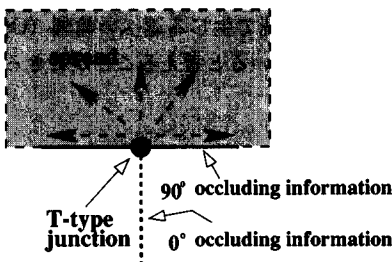 90° occluding information
T-type
junction
0° occluding information